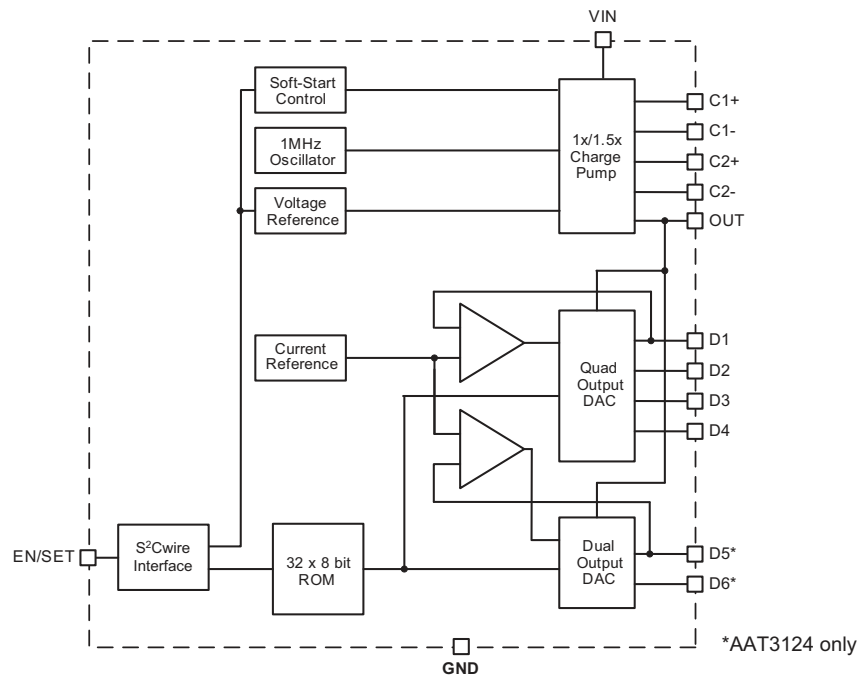 VIN
Soft-Start
Control
1MHz
Oscillator
Voltage
Reference
1x/1.5x
Charge
Pump
C1+
C1-
C2+
C2-
OUT
Current
Reference
Quad
Output
DAC
D1
D2
D3
D4
EN/SET
S²Cwire
Interface
32 x 8 bit
ROM
Dual
Output
DAC
D5*
D6*
*AAT3124 only
GND